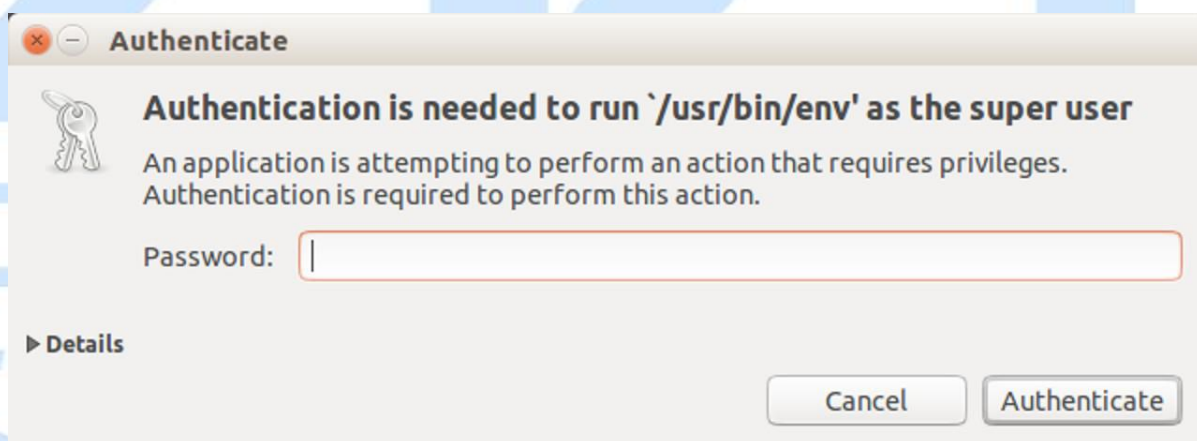 Authenticate
Authentication is needed to run `/usr/bin/env' as the super user
An application is attempting to perform an action that requires privileges.
Authentication is required to perform this action.
Password:
Details
Cancel Authenticate